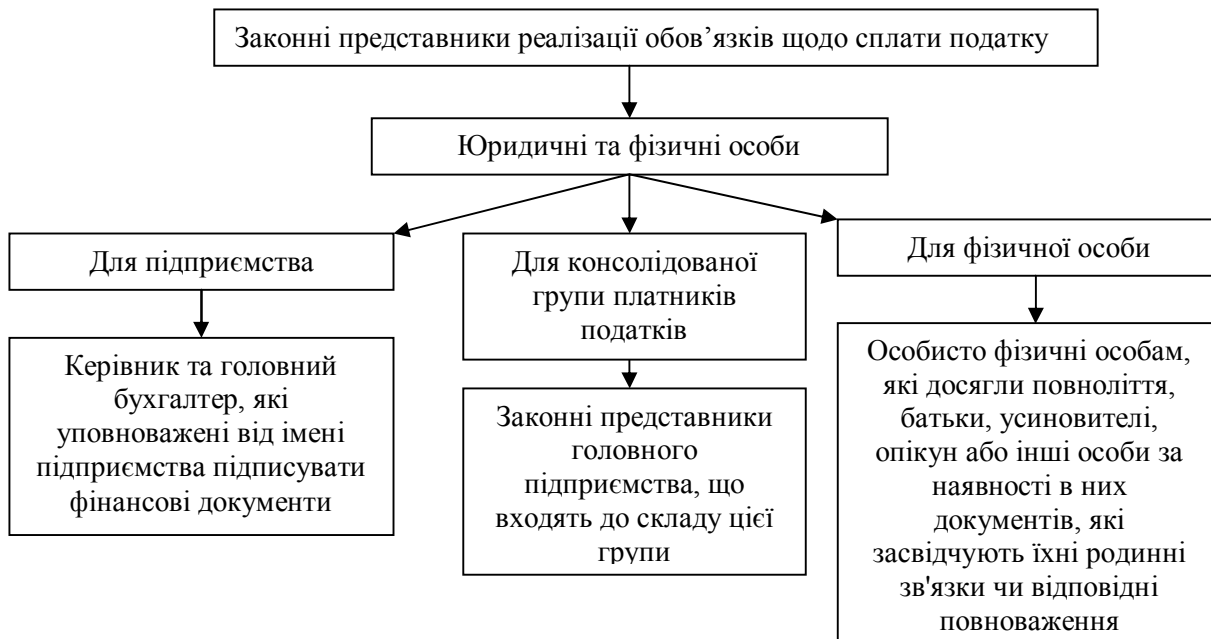 Законні представники реалізації обов’язків щодо сплати податку
Юридичні та фізичні особи
Для підприємства
Керівник та головний
бухгалтер, які
уповноважені від імені
підприємства підписувати
фінансові документи
Для консолідованої
групи платників
податків
Законні представники
головного
підприємства, що
входять до складу цієї
групи
Для фізичної особи
Особисто фізичні особам,
які досягли повноліття,
батьки, усиновителі,
опікун або інші особи за
наявності в них
документів, які
засвідчують їхні родинні
зв'язки чи відповідні
повноваження